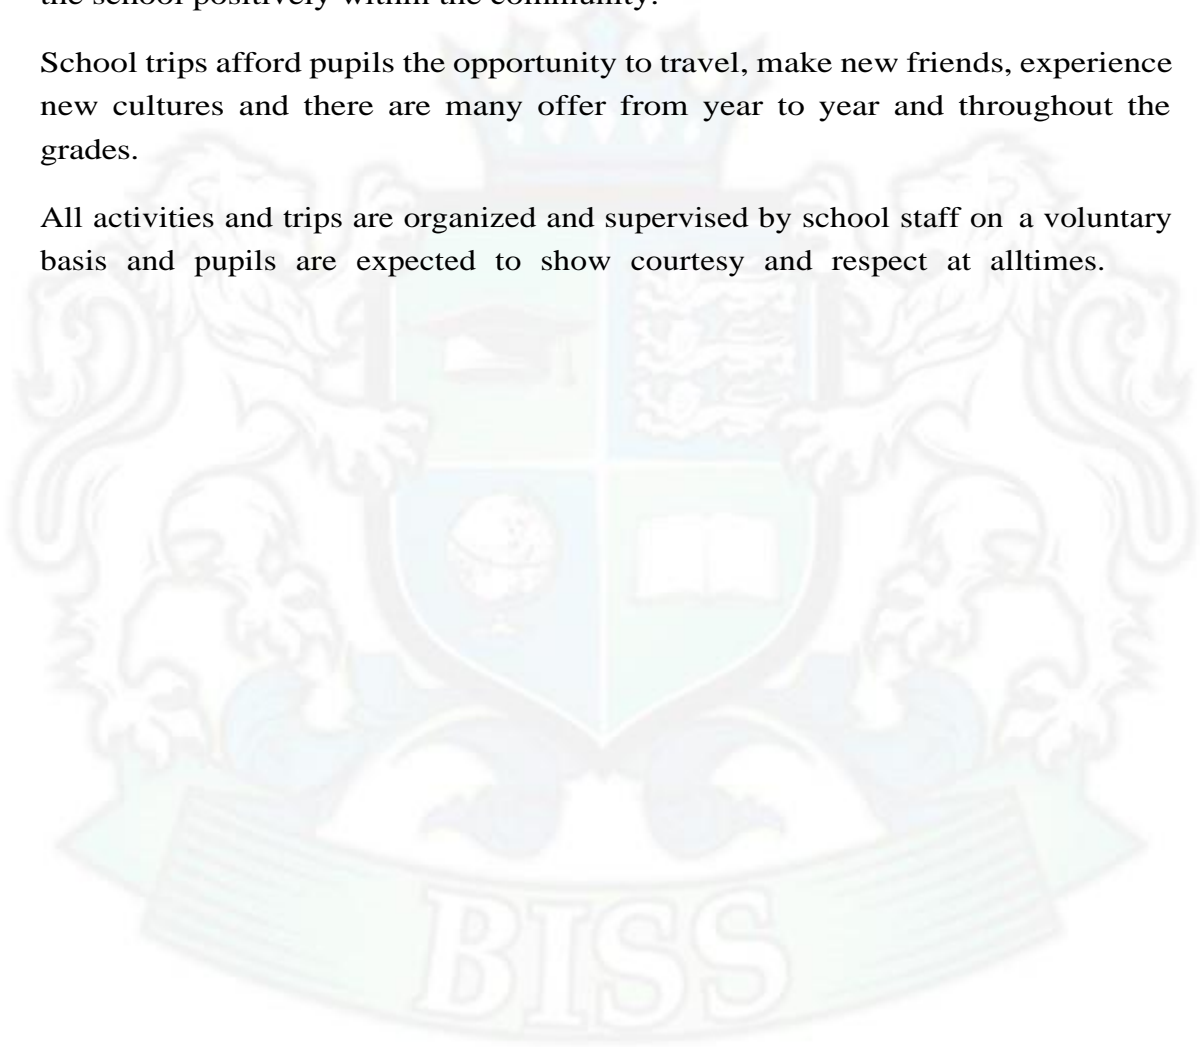 the school positively within the community.
School trips afford pupils the opportunity to travel, make new friends, experience
new cultures and there are many offer from year to year and throughout the
grades.
All activities and trips are organized and supervised by school staff on a voluntary
basis and pupils are expected to show courtesy and respect at alltimes.
BISS